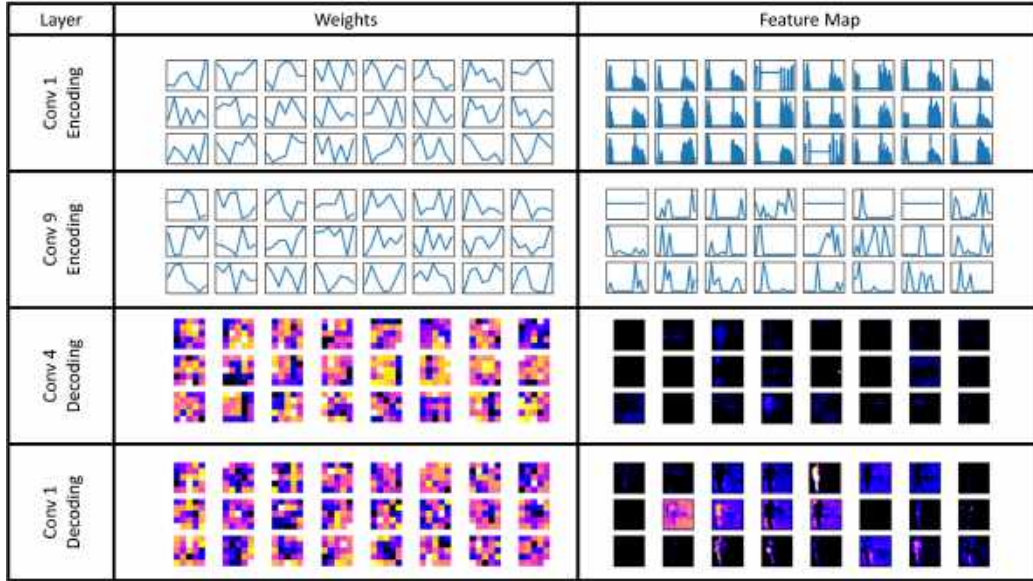 Layer
Weights
Feature Map
Conv 1
Encoding
Conv 9
Encoding
Conv 4
Decoding
Conv 1
Decoding